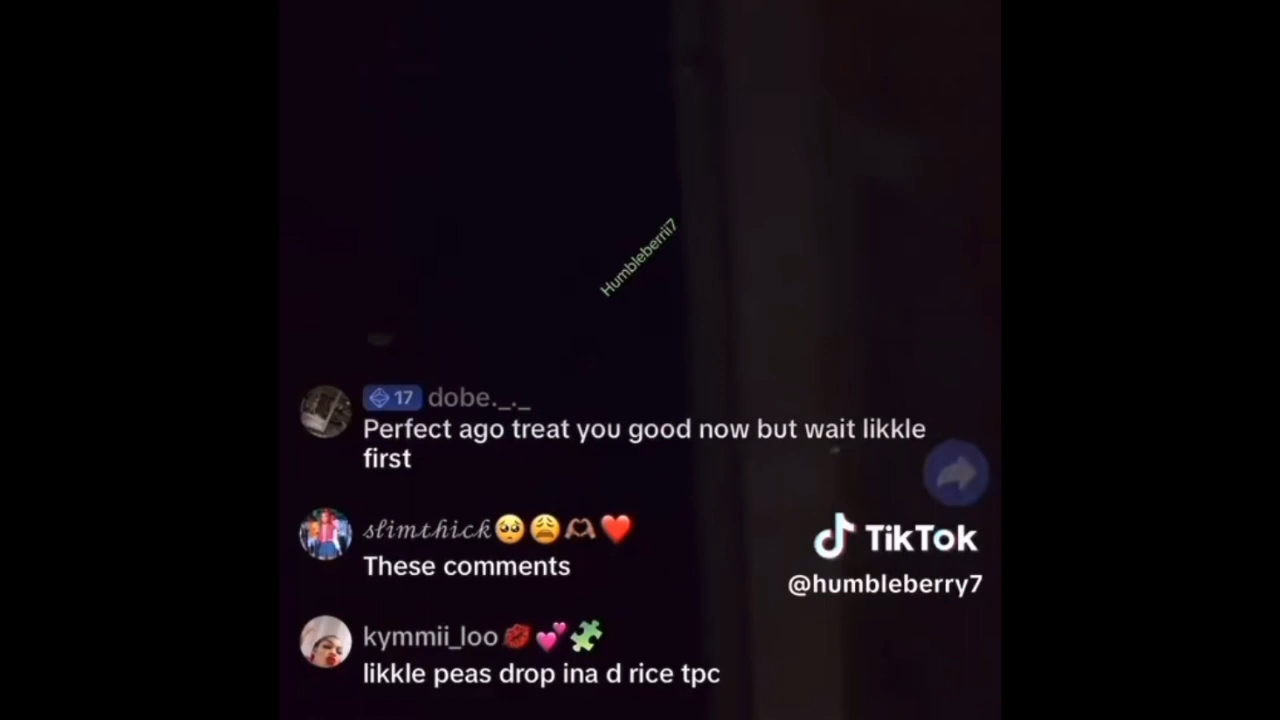 Humbleberrii7
17 dobe._._
Perfect ago treat you good now but wait likkle
first
slimthick🥺😩🫶❤️
These comments
TikTok
@humbleberry7
kymmii_loo💋💕🧩
likkle peas drop ina d rice tpc